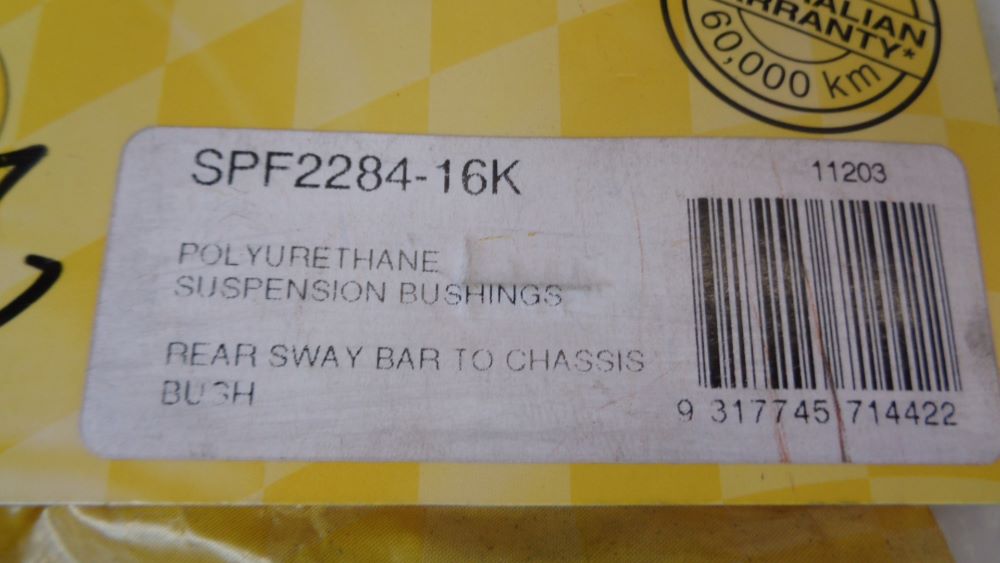 ALIAN
RRANTY*
60,000 km
SPF2284-16K
11203
POLYURETHANE
SUSPENSION BUSHINGS
REAR SWAY BAR TO CHASSIS
BUSH
9 317745 714422